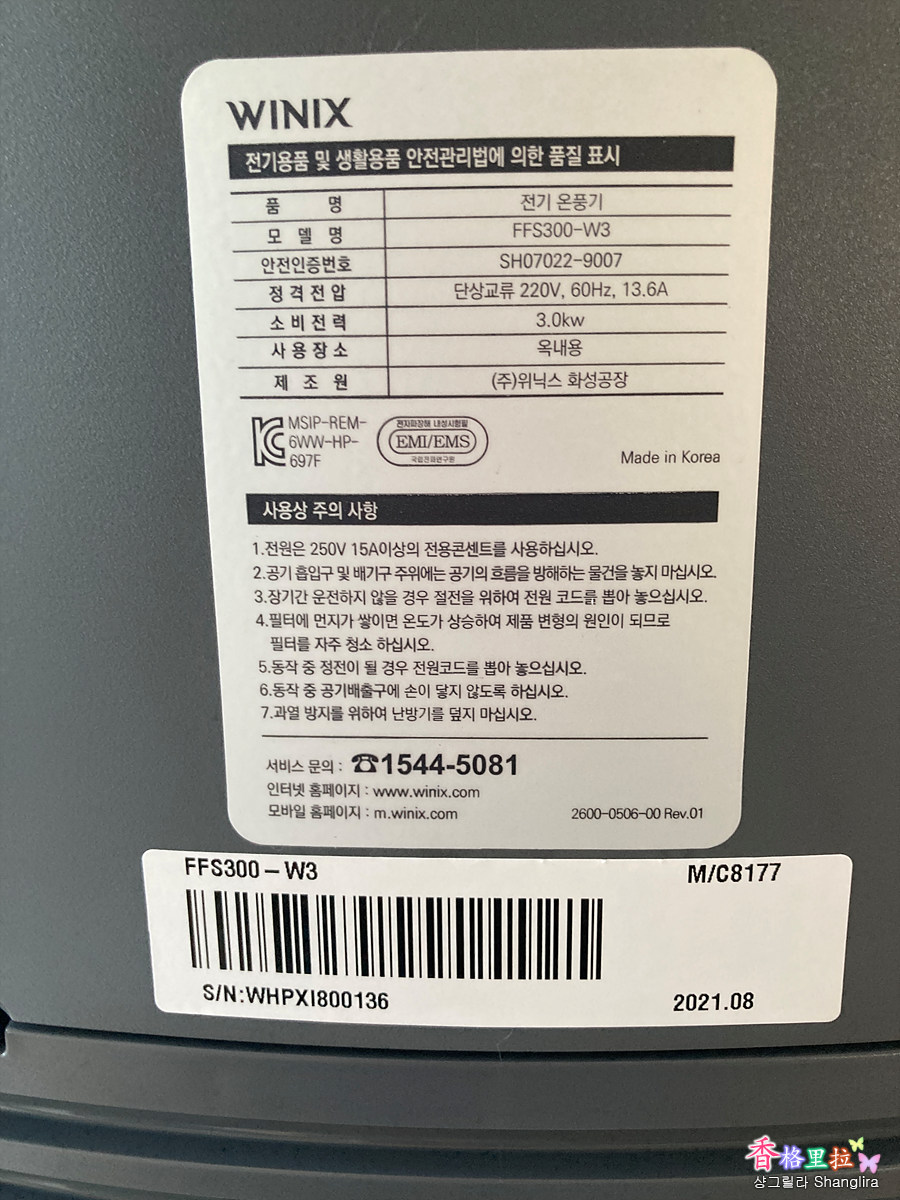 WINIX
전기용품 및 생활용품 안전관리법에 의한 품질 표시
품 명 전기 온풍기
모 델 명 FFS300-W3
안전인증번호 SH07022-9007
정 격 전 압 단상교류 220V, 60Hz, 13.6A
소 비 전 력 3.0kw
사 용 장 소 옥내용
제 조 원 (주)위닉스 화성공장
MSIP-REM-
6WW-HP-
697F
전자파장해 내성시험필
EMI/EMS
국립전파연구원
Made in Korea
사용상 주의 사항
1.전원은 250V 15A이상의 전용콘센트를 사용하십시오.
2.공기 흡입구 및 배기구 주위에는 공기의 흐름을 방해하는 물건을 놓지 마십시오.
3.장기간 운전하지 않을 경우 절전을 위하여 전원 코드를 뽑아 놓으십시오.
4.필터에 먼지가 쌓이면 온도가 상승하여 제품 변형의 원인이 되므로
필터를 자주 청소 하십시오.
5.동작 중 정전이 될 경우 전원코드를 뽑아 놓으십시오.
6.동작 중 공기배출구에 손이 닿지 않도록 하십시오.
7.과열 방지를 위하여 난방기를 덮지 마십시오.
서비스 문의 : ☎1544-5081
인터넷 홈페이지 : www.winix.com
모바일 홈페이지 : m.winix.com 2600-0506-00 Rev.01
FFS300-W3 M/C8177
S/N:WHPXI800136 2021.08
香格里拉
샹그릴라 Shanglira